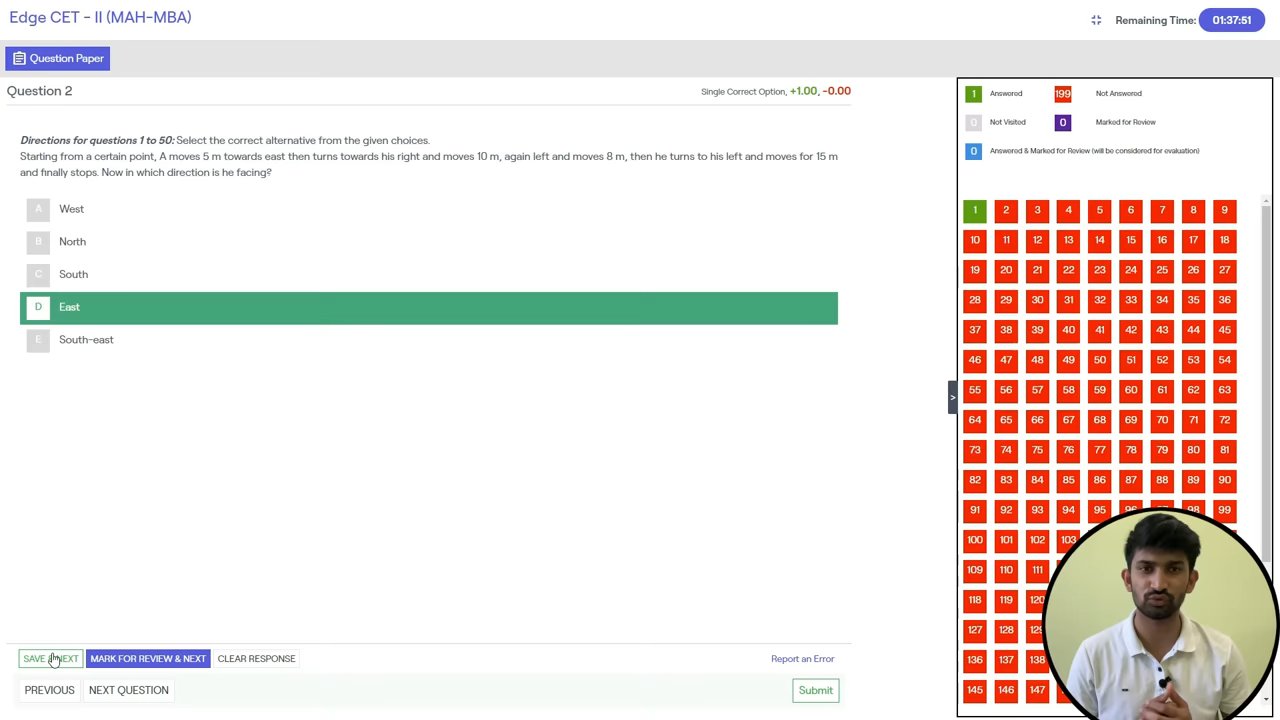 Edge CET - II (MAH-MBA)
Remaining Time: 01:37:51
Question Paper
Question 2
Single Correct Option, +1.00, -0.00
Directions for questions 1 to 50: Select the correct alternative from the given choices.
Starting from a certain point, A moves 5 m towards east then turns towards his right and moves 10 m, again left and moves 8 m, then he turns to his left and moves for 15 m
and finally stops. Now in which direction is he facing?
A West
B North
C South
D East
E South-east
SAVE NEXT MARK FOR REVIEW & NEXT CLEAR RESPONSE
Report an Error
PREVIOUS NEXT QUESTION
Submit
1 Answered 199 Not Answered
0 Not Visited 0 Marked for Review
0 Answered & Marked for Review (will be considered for evaluation)
>
1 2 3 4 5 6 7 8 9
10 11 12 13 14 15 16 17 18
19 20 21 22 23 24 25 26 27
28 29 30 31 32 33 34 35 36
37 38 39 40 41 42 43 44 45
46 47 48 49 50 51 52 53 54
55 56 57 58 59 60 61 62 63
64 65 66 67 68 69 70 71 72
73 74 75 76 77 78 79 80 81
82 83 84 85 86 87 88 89 90
91 92 93 94 95 96 98 99
100 101 102 103
109 110 111
118 119 120
127 128 129
136 137 138
145 146 147